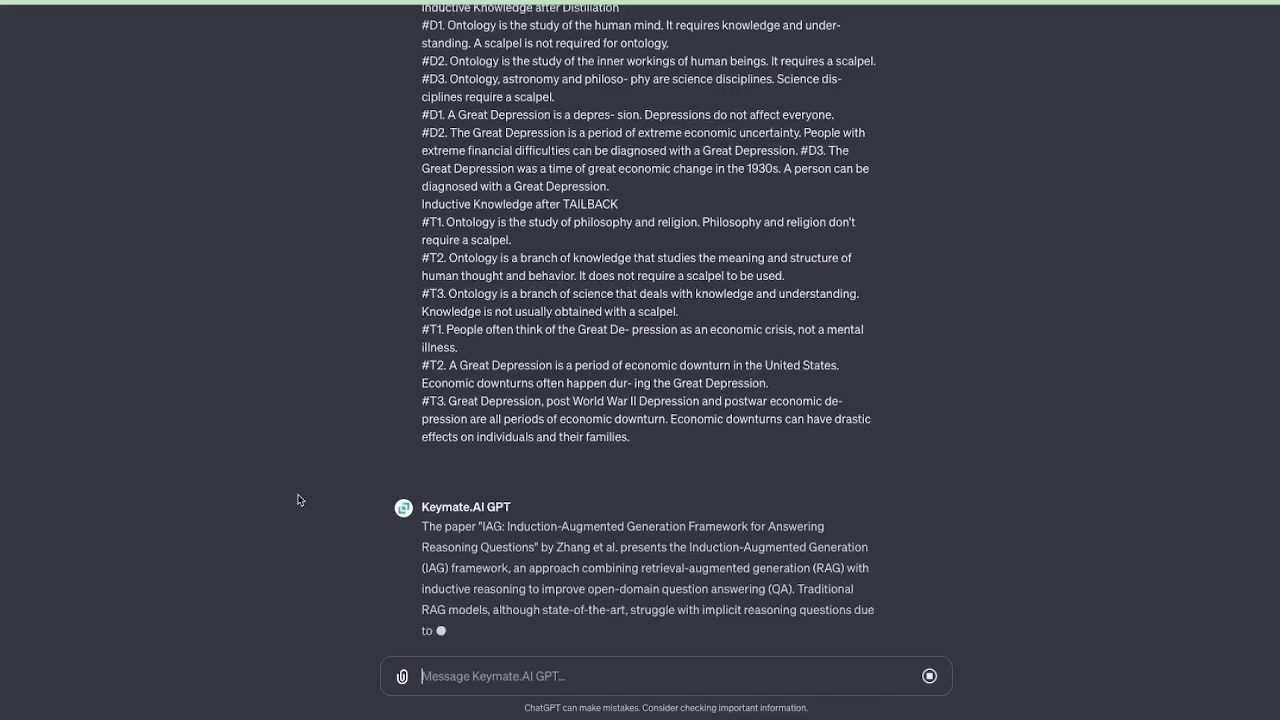 Inductive Knowledge after Distillation
#D1. Ontology is the study of the human mind. It requires knowledge and under-
standing. A scalpel is not required for ontology.
#D2. Ontology is the study of the inner workings of human beings. It requires a scalpel.
#D3. Ontology, astronomy and philoso- phy are science disciplines. Science dis-
ciplines require a scalpel.
#D1. A Great Depression is a depres- sion. Depressions do not affect everyone.
#D2. The Great Depression is a period of extreme economic uncertainty. People with
extreme financial difficulties can be diagnosed with a Great Depression. #D3. The
Great Depression was a time of great economic change in the 1930s. A person can be
diagnosed with a Great Depression.
Inductive Knowledge after TAILBACK
#T1. Ontology is the study of philosophy and religion. Philosophy and religion don't
require a scalpel.
#T2. Ontology is a branch of knowledge that studies the meaning and structure of
human thought and behavior. It does not require a scalpel to be used.
#T3. Ontology is a branch of science that deals with knowledge and understanding.
Knowledge is not usually obtained with a scalpel.
#T1. People often think of the Great De- pression as an economic crisis, not a mental
illness.
#T2. A Great Depression is a period of economic downturn in the United States.
Economic downturns often happen dur- ing the Great Depression.
#T3. Great Depression, post World War II Depression and postwar economic de-
pression are all periods of economic downturn. Economic downturns can have drastic
effects on individuals and their families.
Keymate.AI GPT
The paper "IAG: Induction-Augmented Generation Framework for Answering
Reasoning Questions" by Zhang et al. presents the Induction-Augmented Generation
(IAG) framework, an approach combining retrieval-augmented generation (RAG) with
inductive reasoning to improve open-domain question answering (QA). Traditional
RAG models, although state-of-the-art, struggle with implicit reasoning questions due
to
Message Keymate.AI GPT...
ChatGPT can make mistakes. Consider checking important information.